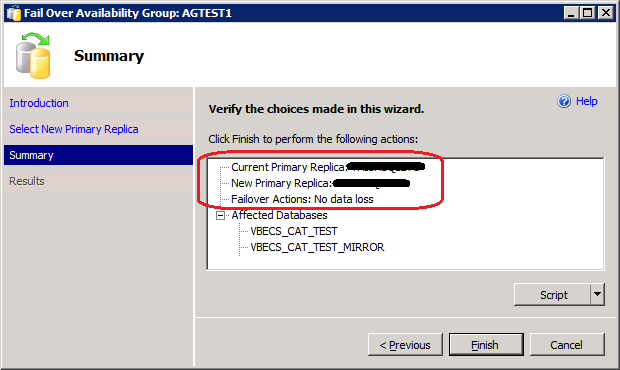 Fail Over Availability Group: AGTEST1
Summary
Introduction
Select New Primary Replica
Summary
Results
Help
Verify the choices made in this wizard.
Click Finish to perform the following actions:
Current Primary Replica:
New Primary Replica:
Failover Actions: No data loss
Affected Databases
VBECS_CAT_TEST
VBECS_CAT_TEST_MIRROR
Script
< Previous
Finish
Cancel